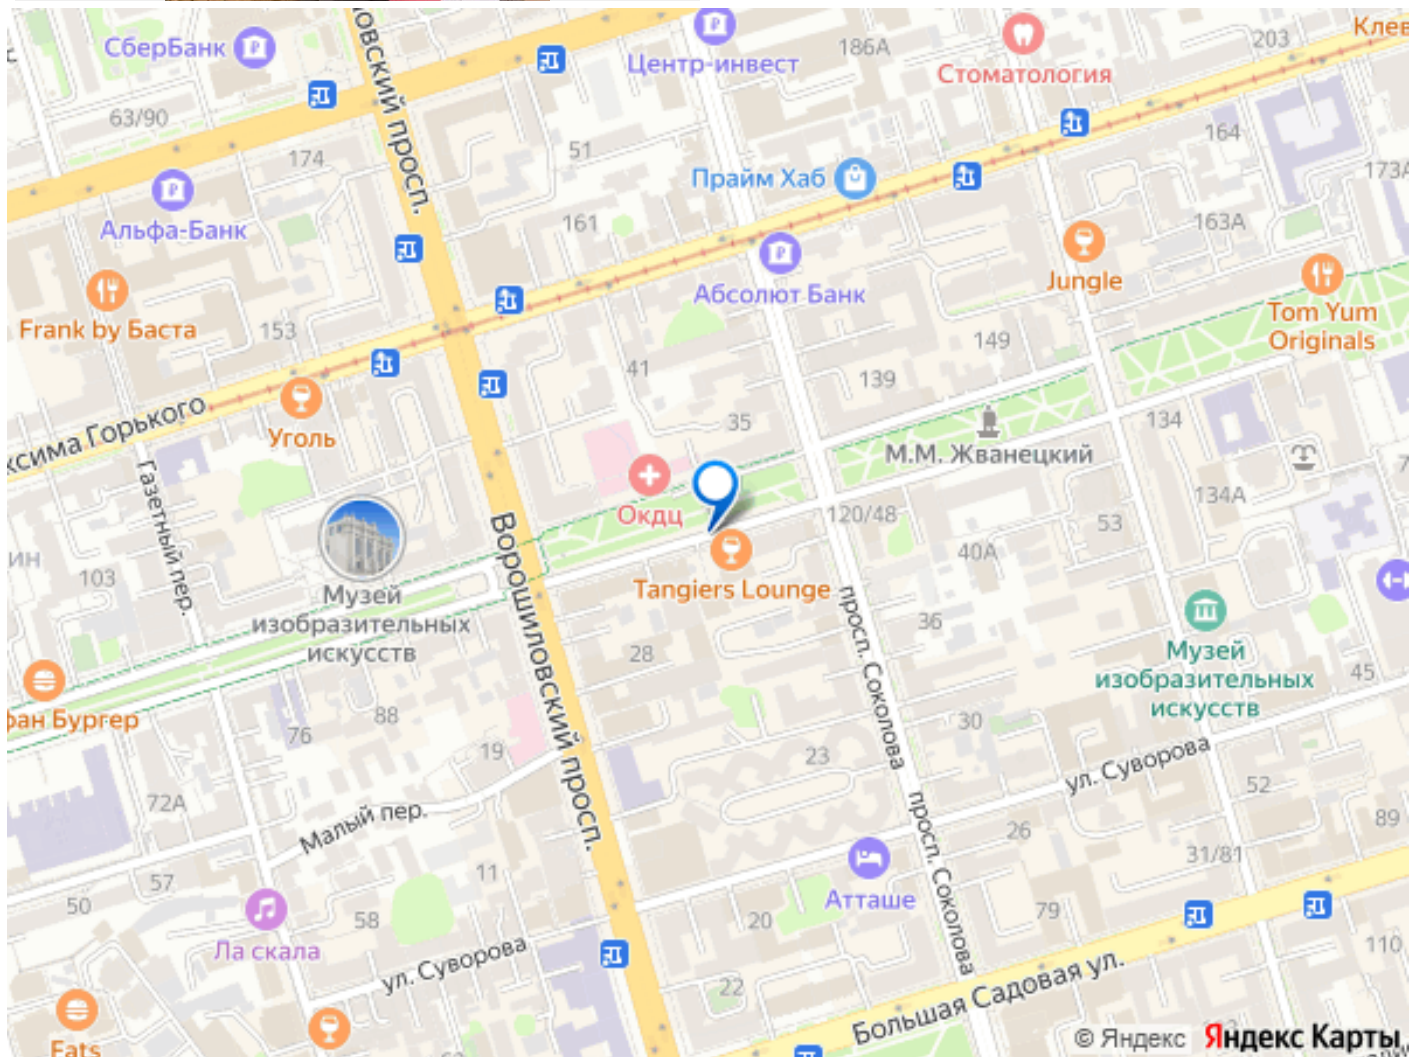 СберБанк
63/90
174
Альфа-Банк
Frank by Баста
153
Уголь
Центр-инвест
186А
Стоматология
203
Клев
51
161
Прайм Хаб
164
173А
163А
Абсолют Банк
Jungle
Tom Yum
Originals
149
139
41
35
134
М.М. Жванецкий
134А
Окдц
120/48
53
40А
Tangiers Lounge
ксима Горького
Газетный пер.
ин
103
Музей
изобразительных
искусств
овский просп.
Ворошиловский просп.
просп. Соколова
просп. Соколова
36
28
Музей
изобразительных
искусств
45
фан Бургер
88
76
19
30
23
ул. Суворова
52
72А
Малый пер.
26
89
31/81
11
57
50
58
Атташе
20
79
Ла скала
ул. Суворова
22
110
Большая Садовая ул.
Eats
© Яндекс Яндекс Карты